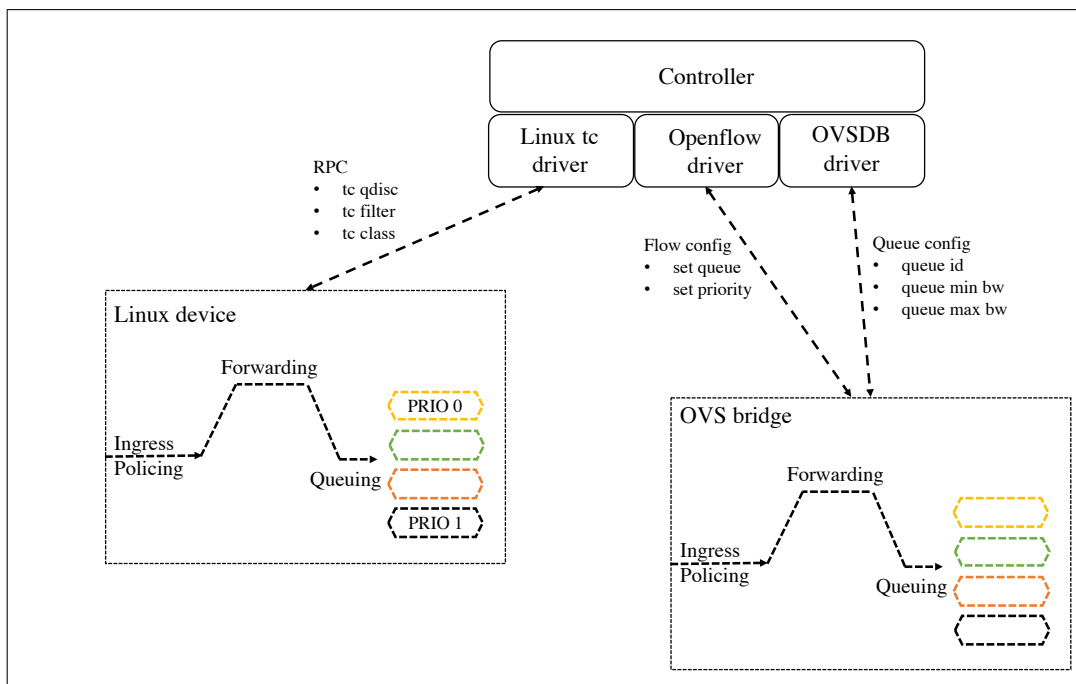 Controller
Linux tc
driver
Openflow
driver
OVSDB
driver
RPC
• tc qdisc
• tc filter
• tc class
Flow config
• set queue
• set priority
Queue config
• queue id
• queue min bw
• queue max bw
Linux device
Forwarding
Ingress
Policing
Queuing
PRIO 0
PRIO 1
OVS bridge
Forwarding
Ingress
Policing
Queuing